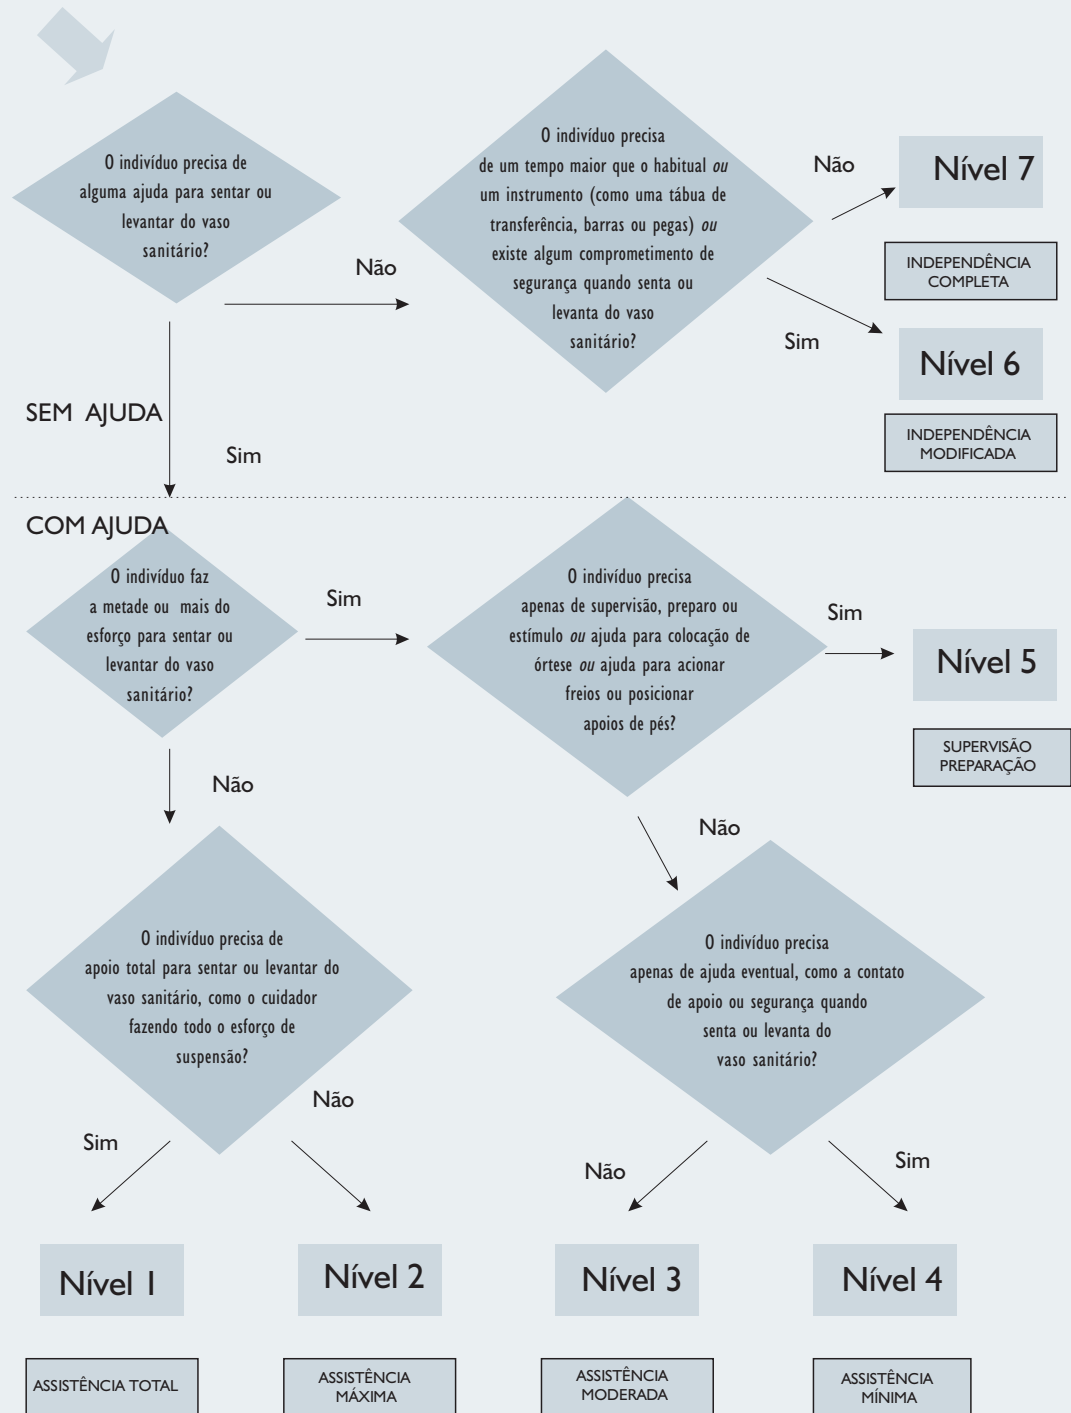 O indivíduo precisa de
alguma ajuda para sentar ou
levantar do vaso
sanitário?
Não
O indivíduo precisa
de um tempo maior que o habitual ou
um instrumento (como uma tábua de
transferência, barras ou pegas) ou
existe algum comprometimento de
segurança quando senta ou
levanta do vaso
sanitário?
Não
Nível 7
INDEPENDÊNCIA
COMPLETA
Sim
Nível 6
INDEPENDÊNCIA
MODIFICADA
SEM AJUDA
Sim
COM AJUDA
O indivíduo faz
a metade ou mais do
esforço para sentar ou
levantar do vaso
sanitário?
Sim
O indivíduo precisa
apenas de supervisão, preparo ou
estímulo ou ajuda para colocação de
órtese ou ajuda para acionar
freios ou posicionar
apoios de pés?
Sim
Nível 5
SUPERVISÃO
PREPARAÇÃO
Não
Não
O indivíduo precisa de
apoio total para sentar ou levantar do
vaso sanitário, como o cuidador
fazendo todo o esforço de
suspensão?
O indivíduo precisa
apenas de ajuda eventual, como a contato
de apoio ou segurança quando
senta ou levanta do
vaso sanitário?
Sim
Não
Não
Sim
Nível 1
Nível 2
Nível 3
Nível 4
ASSISTÊNCIA TOTAL
ASSISTÊNCIA
MÁXIMA
ASSISTÊNCIA
MODERADA
ASSISTÊNCIA
MÍNIMA